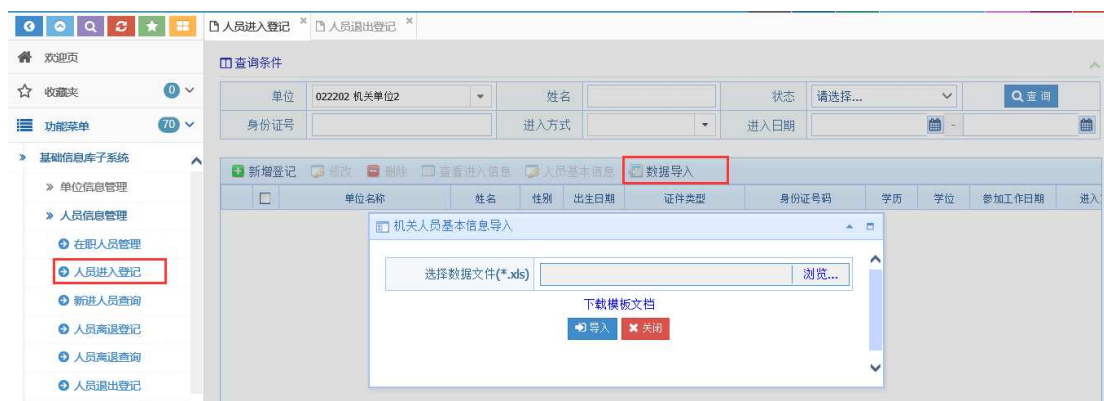 人员进入登记 × 人员退出登记 ×
欢迎页
收藏夹 0
功能菜单 70
基础信息库子系统
单位信息管理
人员信息管理
在职人员管理
人员进入登记
新进人员查询
人员离退登记
人员离退查询
人员退出登记
查询条件
单位 022202 机关单位2 姓名 状态 请选择... 查询
身份证号 进入方式 进入日期 -
新增登记 修改 删除 查看进入信息 人员基本信息 数据导入
单位名称 姓名 性别 出生日期 证件类型 身份证号码 学历 学位 参加工作日期 进入
机关人员基本信息导入
选择数据文件(*.xls) 浏览...
下载模板文档
导入 关闭